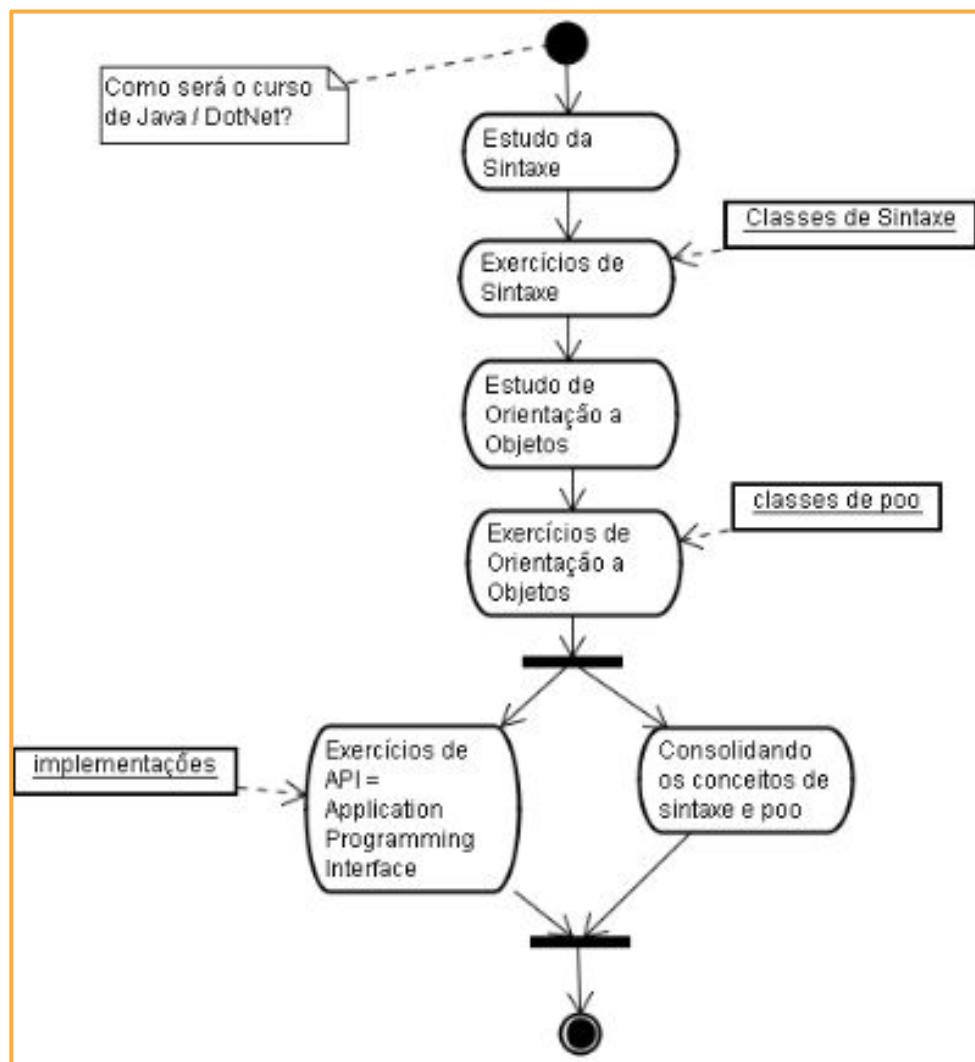 Como será o curso
de Java / DotNet?
Estudo da
Sintaxe
Classes de Sintaxe
Exercícios de
Sintaxe
Estudo de
Orientação a
Objetos
classes de poo
Exercícios de
Orientação a
Objetos
implementações
Exercícios de
API =
Application
Programming
Interface
Consolidando
os conceitos de
sintaxe e poo